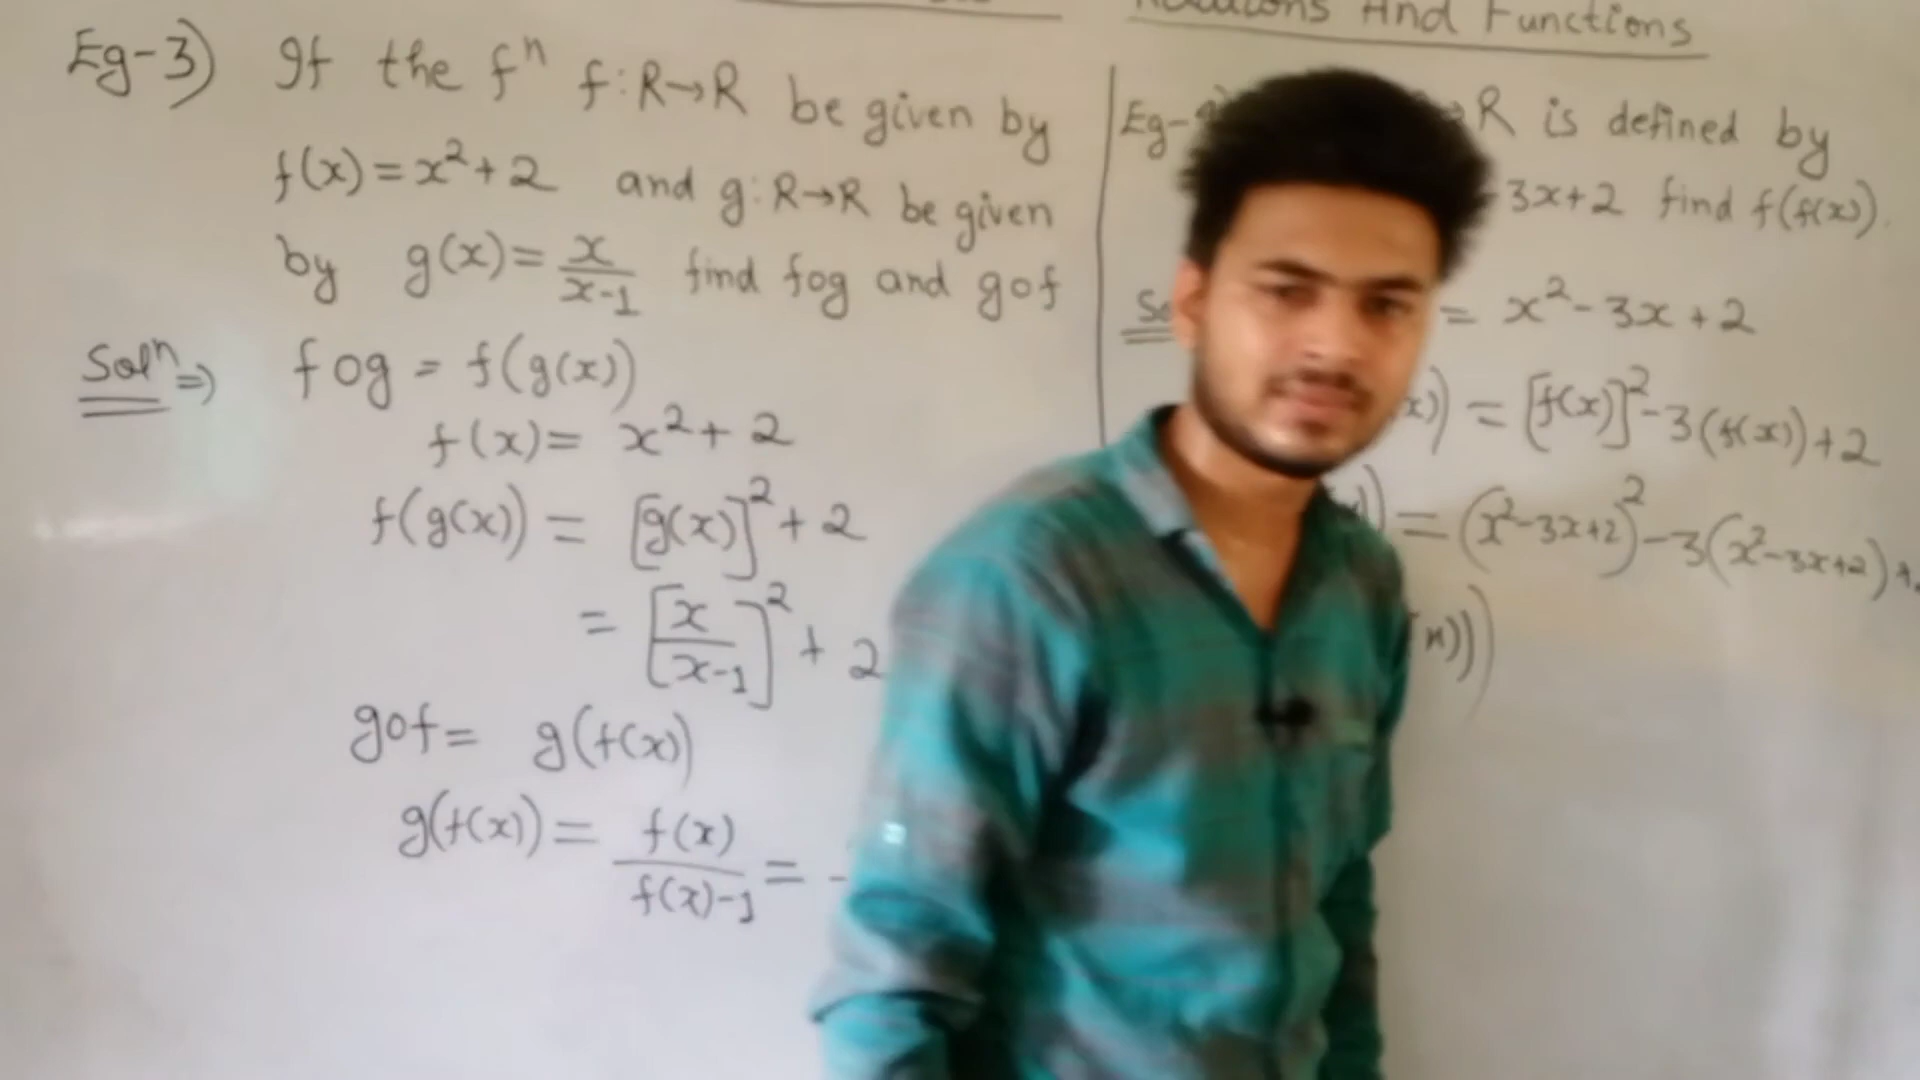 And Functions
Eg-3) If the fⁿ f:R→R be given by
f(x)=x²+2 and g:R→R be given
by g(x)=x/(x-1) find fog and gof
Solⁿ⇒ fog = f(g(x))
f(x)= x²+2
f(g(x)) = [g(x)]²+2
= [x/(x-1)]²+2
gof= g(f(x))
g(f(x))= f(x)/(f(x)-1) =
Eg- R is defined by
3x+2 find f(f(x)).
= x²-3x+2
x)) = [f(x)]²-3(f(x))+2
)) = (x²-3x+2)²-3(x²-3x+2)+
x))